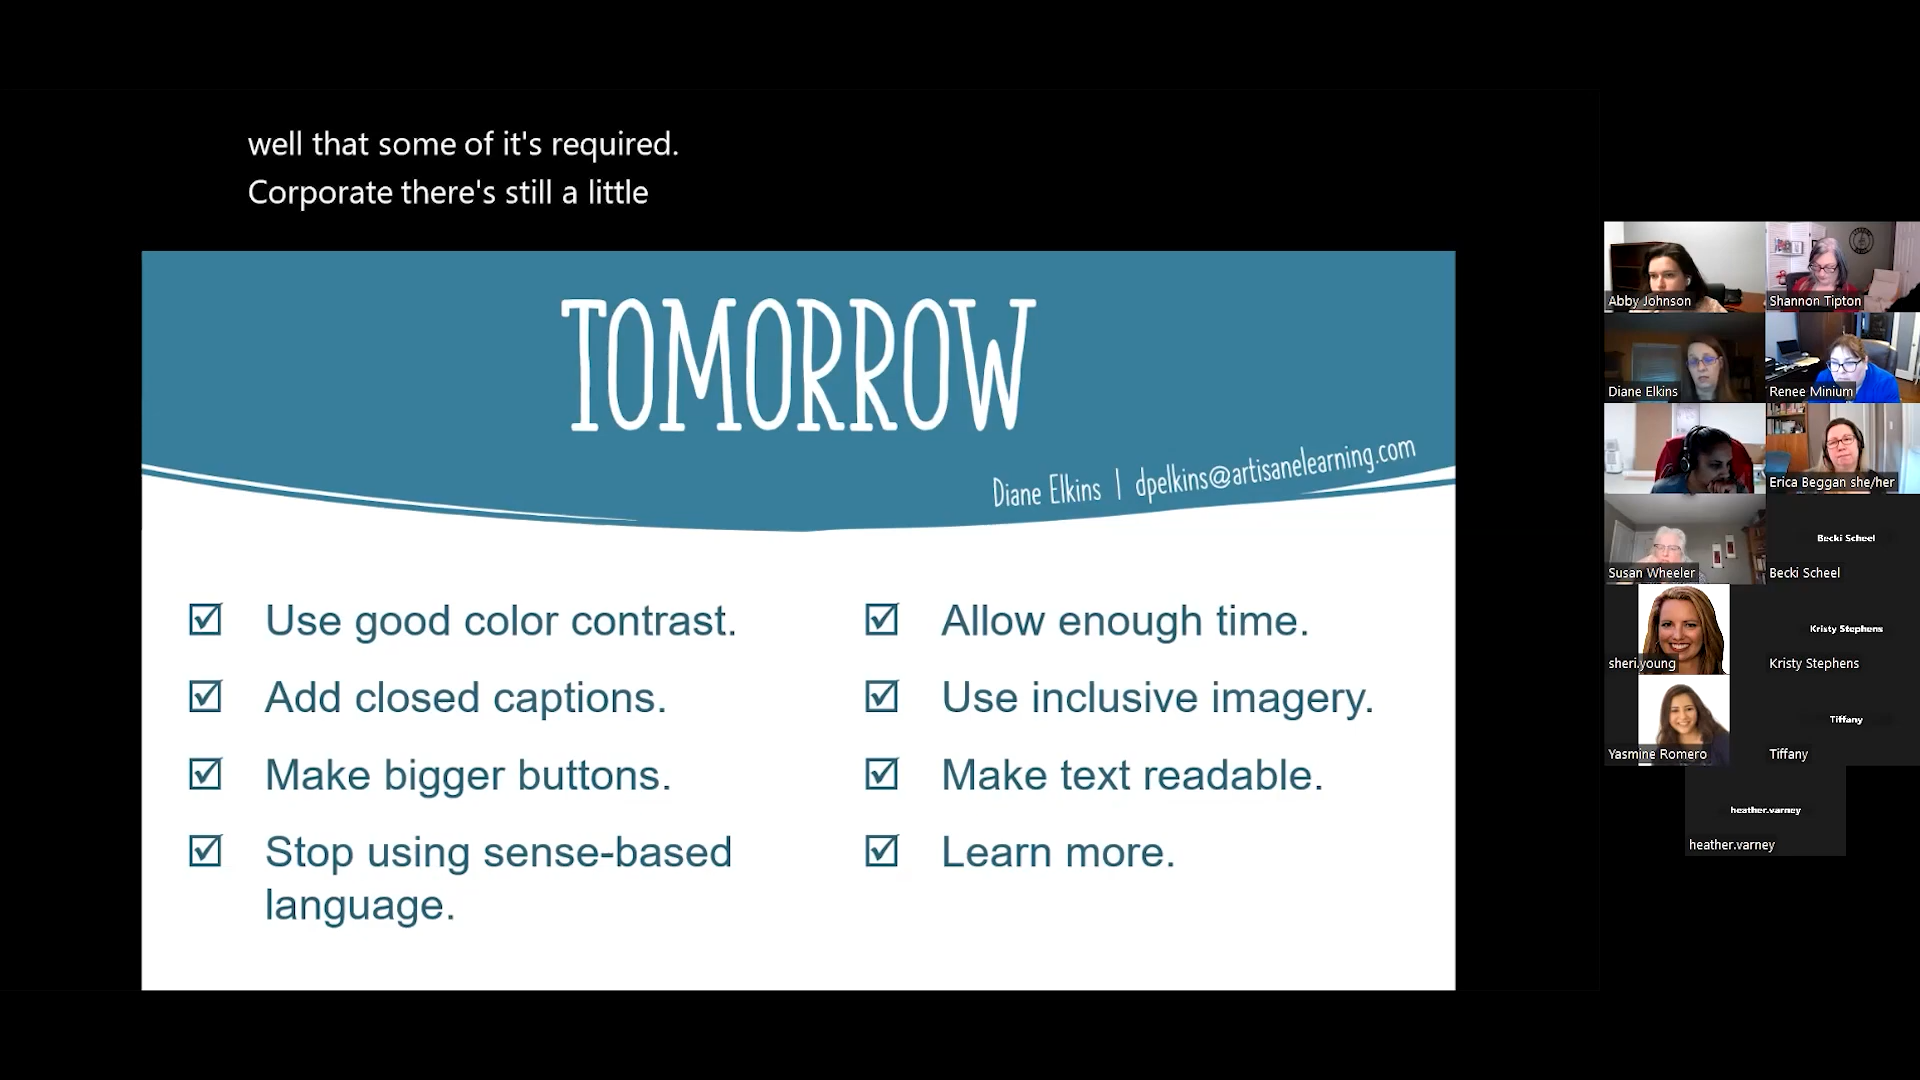 well that some of it's required.
Corporate there's still a little
TOMORROW
Diane Elkins | dpelkins@artisanelearning.com
Use good color contrast.
Add closed captions.
Make bigger buttons.
Stop using sense-based
language.
Allow enough time.
Use inclusive imagery.
Make text readable.
Learn more.
Abby Johnson
Shannon Tipton
Diane Elkins
Renee Minium
Erica Beggan she/her
Susan Wheeler
Becki Scheel
Becki Scheel
sheri.young
Kristy Stephens
Kristy Stephens
Yasmine Romero
Tiffany
Tiffany
heather.varney
heather.varney